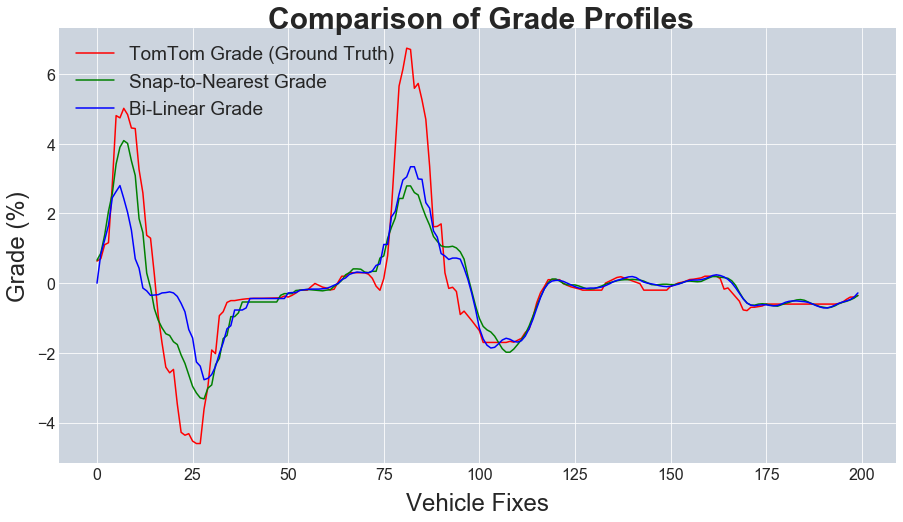 Comparison of Grade Profiles
TomTom Grade (Ground Truth)
Snap-to-Nearest Grade
Bi-Linear Grade
Grade (%)
6
4
2
0
−2
−4
0 25 50 75 100 125 150 175 200
Vehicle Fixes